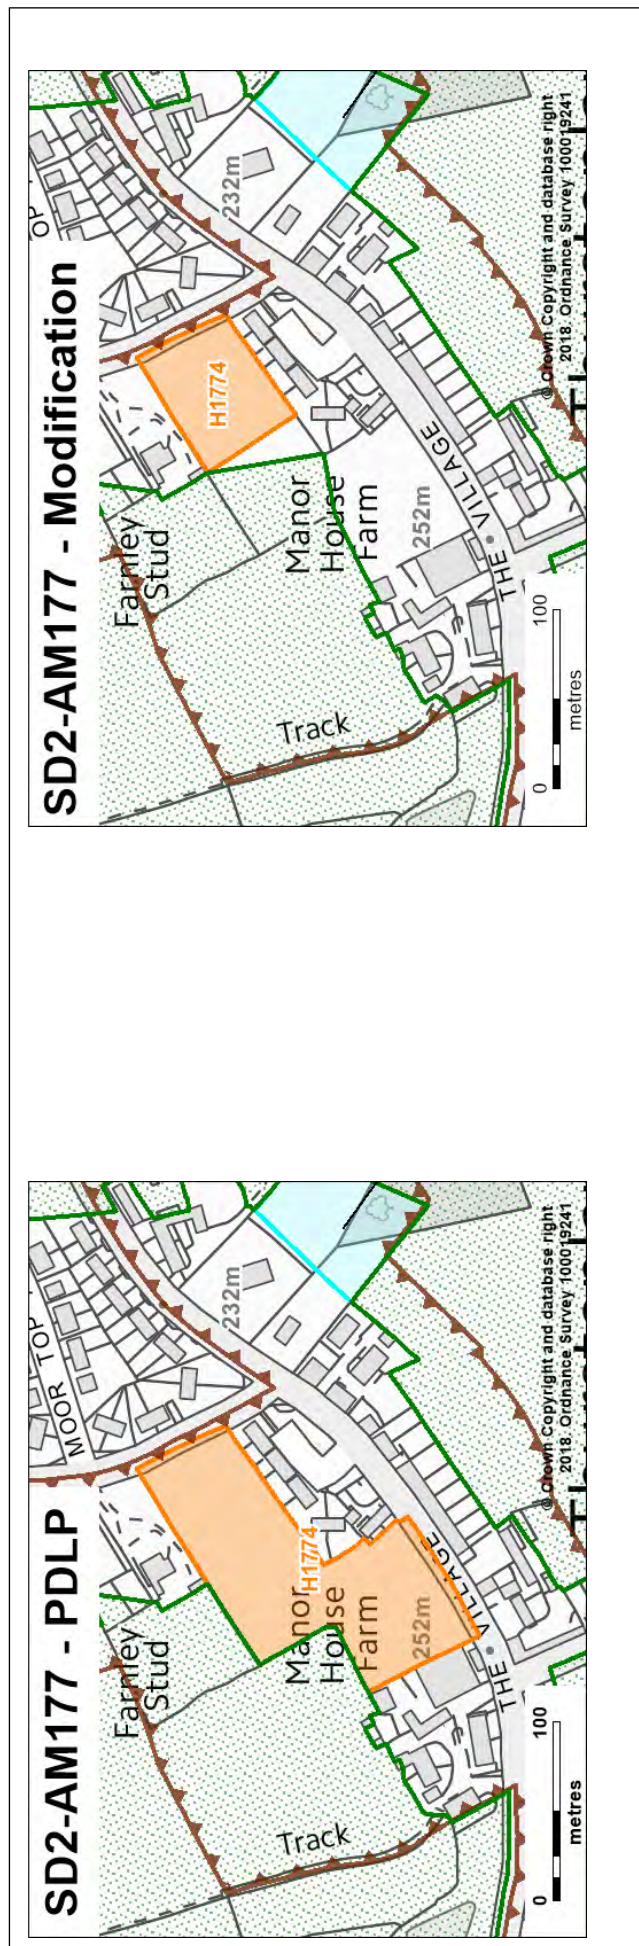 SD2-AM177 - PDLP
MOOR TOP
Farnley
Stud
232m
H1774
Manor
House
Farm
252m
Track
THE VILLAGE
0
100
metres
© Crown Copyright and database right
2018. Ordnance Survey 100019241
SD2-AM177 - Modification
OP
Farnley
Stud
232m
H1774
Manor
House
Farm
252m
Track
THE VILLAGE
0
100
metres
© Crown Copyright and database right
2018. Ordnance Survey 100019241